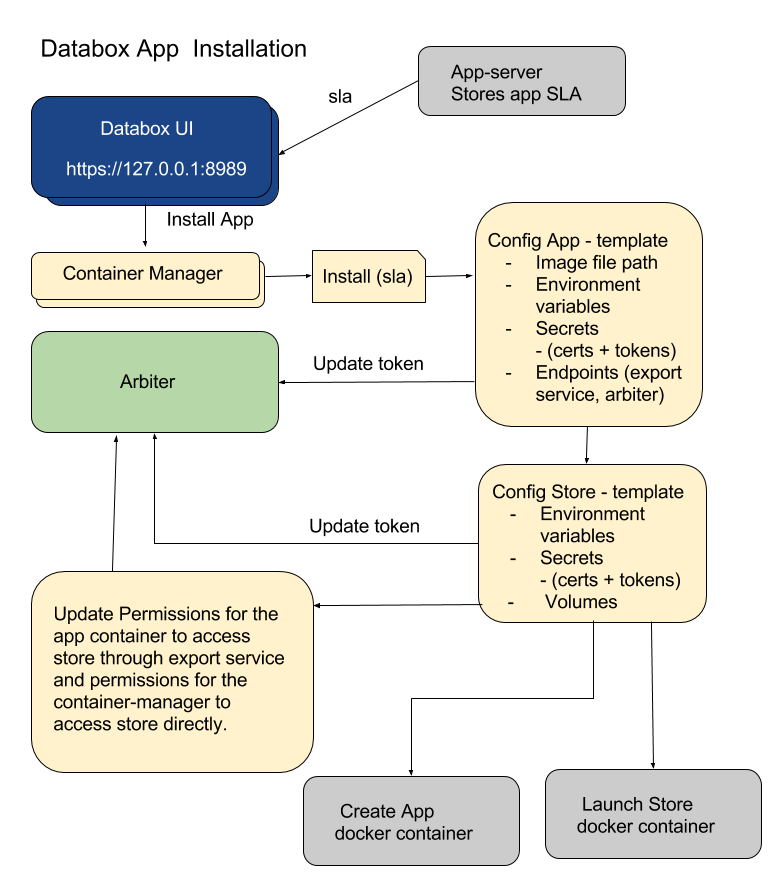 Databox App  Installation
App-server
Stores app SLA
sla
Databox UI
https://127.0.0.1:8989
Install App
Container Manager
Install (sla)
Config App - template
- Image file path
- Environment
variables
- Secrets
- (certs + tokens)
- Endpoints (export
service, arbiter)
Update token
Arbiter
Config Store - template
- Environment
variables
- Secrets
- (certs + tokens)
- Volumes
Update token
Update Permissions for the
app container to access
store through export service
and permissions for the
container-manager to
access store directly.
Create App
docker container
Launch Store
docker container